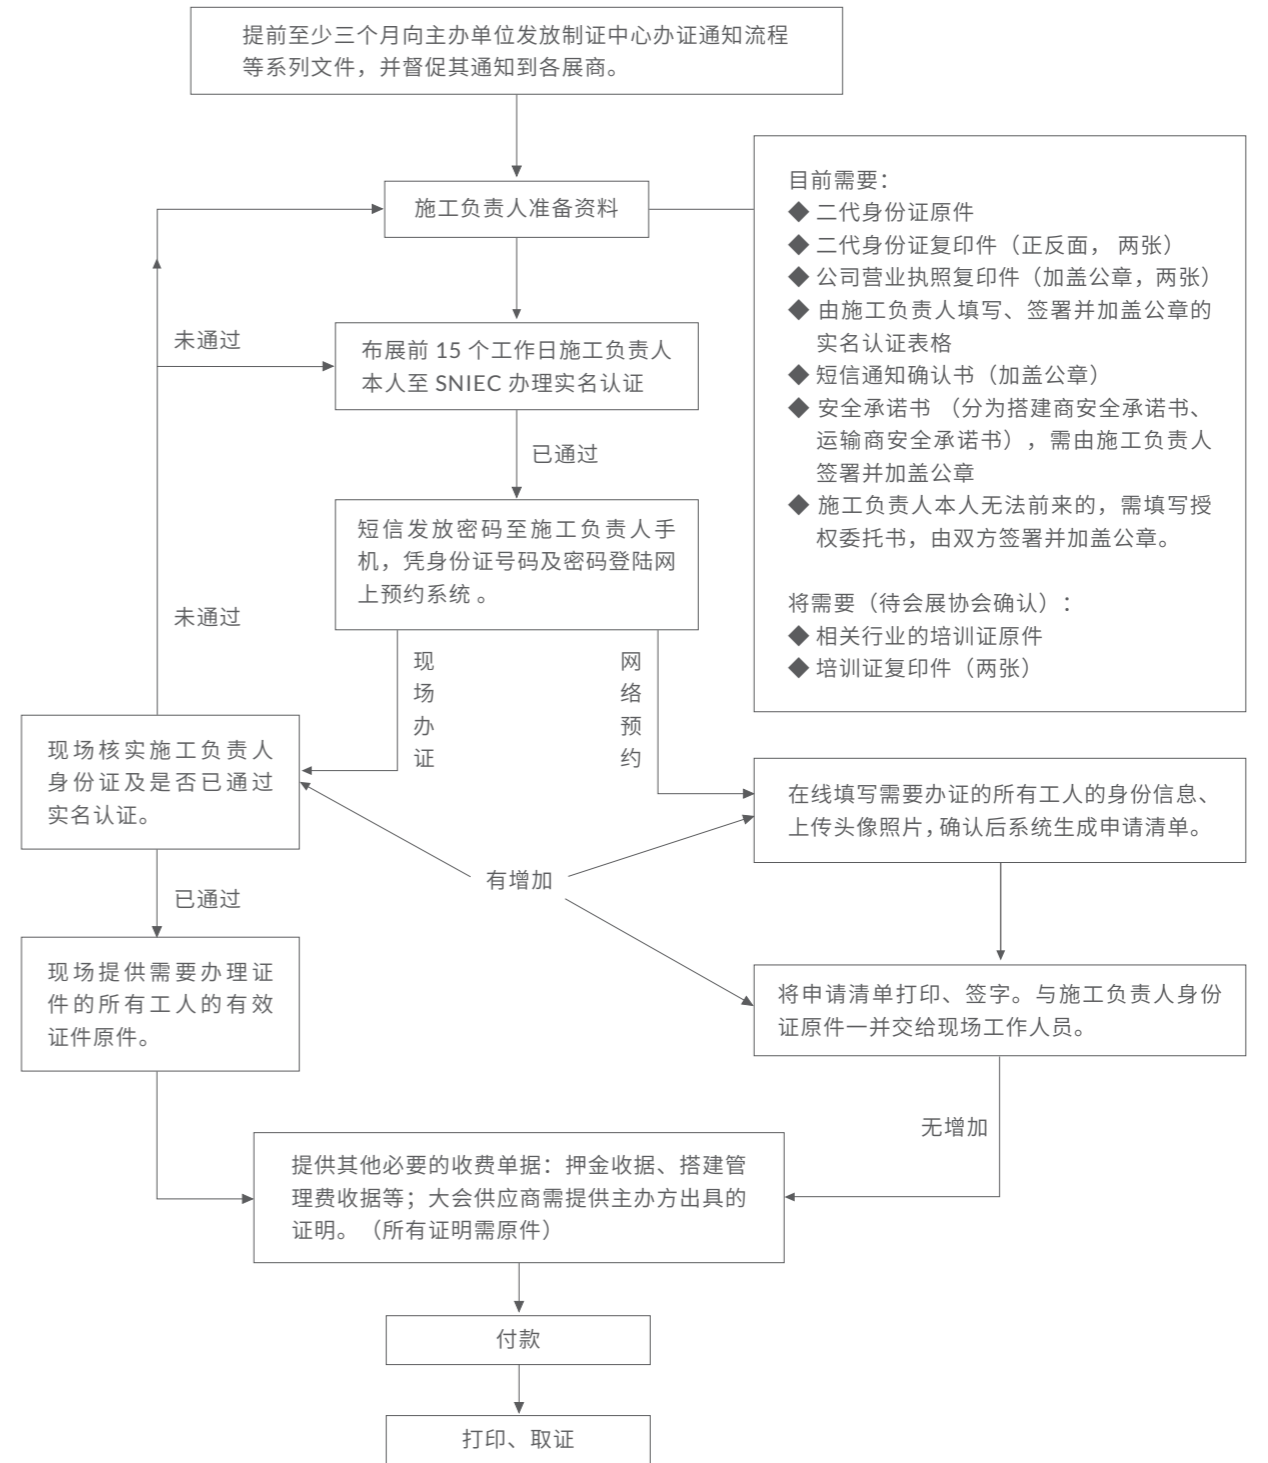 提前至少三个月向主办单位发放制证中心办证通知流程
等系列文件，并督促其通知到各展商。
施工负责人准备资料
目前需要：
◆ 二代身份证原件
◆ 二代身份证复印件（正反面， 两张）
◆ 公司营业执照复印件（加盖公章，两张）
◆ 由施工负责人填写、签署并加盖公章的
实名认证表格
◆ 短信通知确认书（加盖公章）
◆ 安全承诺书 （分为搭建商安全承诺书、
运输商安全承诺书），需由施工负责人
签署并加盖公章
◆ 施工负责人本人无法前来的，需填写授
权委托书，由双方签署并加盖公章。
将需要（待会展协会确认）：
◆ 相关行业的培训证原件
◆ 培训证复印件（两张）
未通过
布展前 15 个工作日施工负责人
本人至 SNIEC 办理实名认证
已通过
短信发放密码至施工负责人手
机，凭身份证号码及密码登陆网
上预约系统 。
未通过
现场办证
网络预约
现场核实施工负责人
身份证及是否已通过
实名认证。
在线填写需要办证的所有工人的身份信息、
上传头像照片，确认后系统生成申请清单。
有增加
已通过
现场提供需要办理证
件的所有工人的有效
证件原件。
将申请清单打印、签字。与施工负责人身份
证原件一并交给现场工作人员。
无增加
提供其他必要的收费单据：押金收据、搭建管
理费收据等；大会供应商需提供主办方出具的
证明。（所有证明需原件）
付款
打印、取证